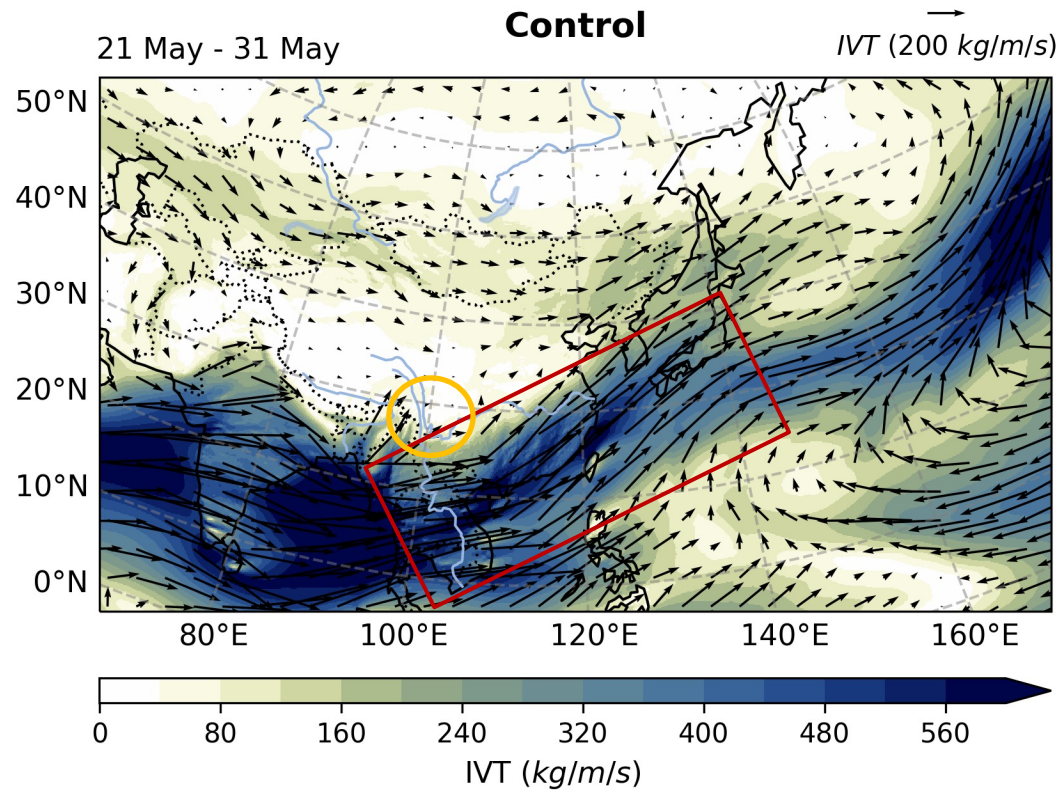 Control
21 May - 31 May
IVT (200 kg/m/s)
50°N
40°N
30°N
20°N
10°N
0°N
80°E 100°E 120°E 140°E 160°E
0 80 160 240 320 400 480 560
IVT (kg/m/s)